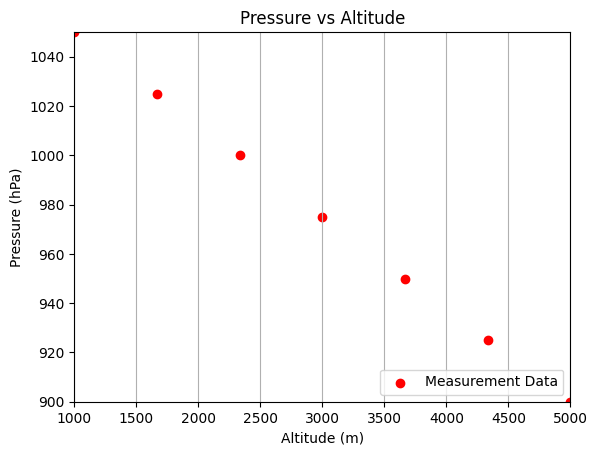 Pressure vs Altitude
1040
1020
1000
980
960
940
920
900
Pressure (hPa)
Measurement Data
1000 1500 2000 2500 3000 3500 4000 4500 5000
Altitude (m)